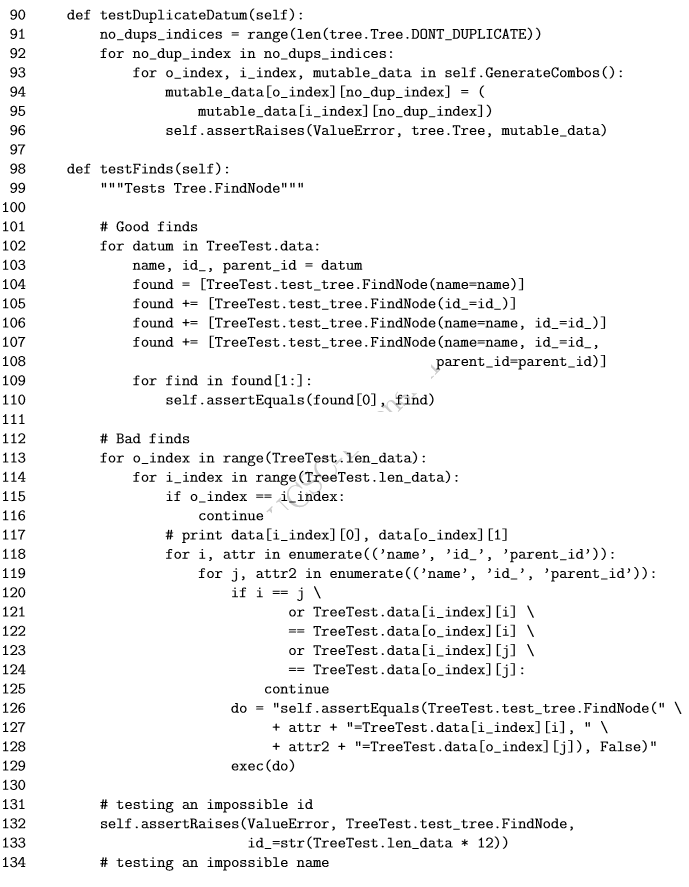 90 def testDuplicateDatum(self):
91 no_dups_indices = range(len(tree.Tree.DONT_DUPLICATE))
92 for no_dup_index in no_dups_indices:
93 for o_index, i_index, mutable_data in self.GenerateCombos():
94 mutable_data[o_index][no_dup_index] = (
95 mutable_data[i_index][no_dup_index])
96 self.assertRaises(ValueError, tree.Tree, mutable_data)
97
98 def testFinds(self):
99 """Tests Tree.FindNode"""
100
101 # Good finds
102 for datum in TreeTest.data:
103 name, id_, parent_id = datum
104 found = [TreeTest.test_tree.FindNode(name=name)]
105 found += [TreeTest.test_tree.FindNode(id_=id_)]
106 found += [TreeTest.test_tree.FindNode(name=name, id_=id_)]
107 found += [TreeTest.test_tree.FindNode(name=name, id_=id_,
108 parent_id=parent_id)]
109 for find in found[1:]:
110 self.assertEquals(found[0], find)
111
112 # Bad finds
113 for o_index in range(TreeTest.len_data):
114 for i_index in range(TreeTest.len_data):
115 if o_index == i_index:
116 continue
117 # print data[i_index][0], data[o_index][1]
118 for i, attr in enumerate(('name', 'id_', 'parent_id')):
119 for j, attr2 in enumerate(('name', 'id_', 'parent_id')):
120 if i == j \
121 or TreeTest.data[i_index][i] \
122 == TreeTest.data[o_index][i] \
123 or TreeTest.data[i_index][j] \
124 == TreeTest.data[o_index][j]:
125 continue
126 do = "self.assertEquals(TreeTest.test_tree.FindNode(" \
127 + attr + "=TreeTest.data[i_index][i], " \
128 + attr2 + "=TreeTest.data[o_index][j]), False)"
129 exec(do)
130
131 # testing an impossible id
132 self.assertRaises(ValueError, TreeTest.test_tree.FindNode,
133 id_=str(TreeTest.len_data * 12))
134 # testing an impossible name